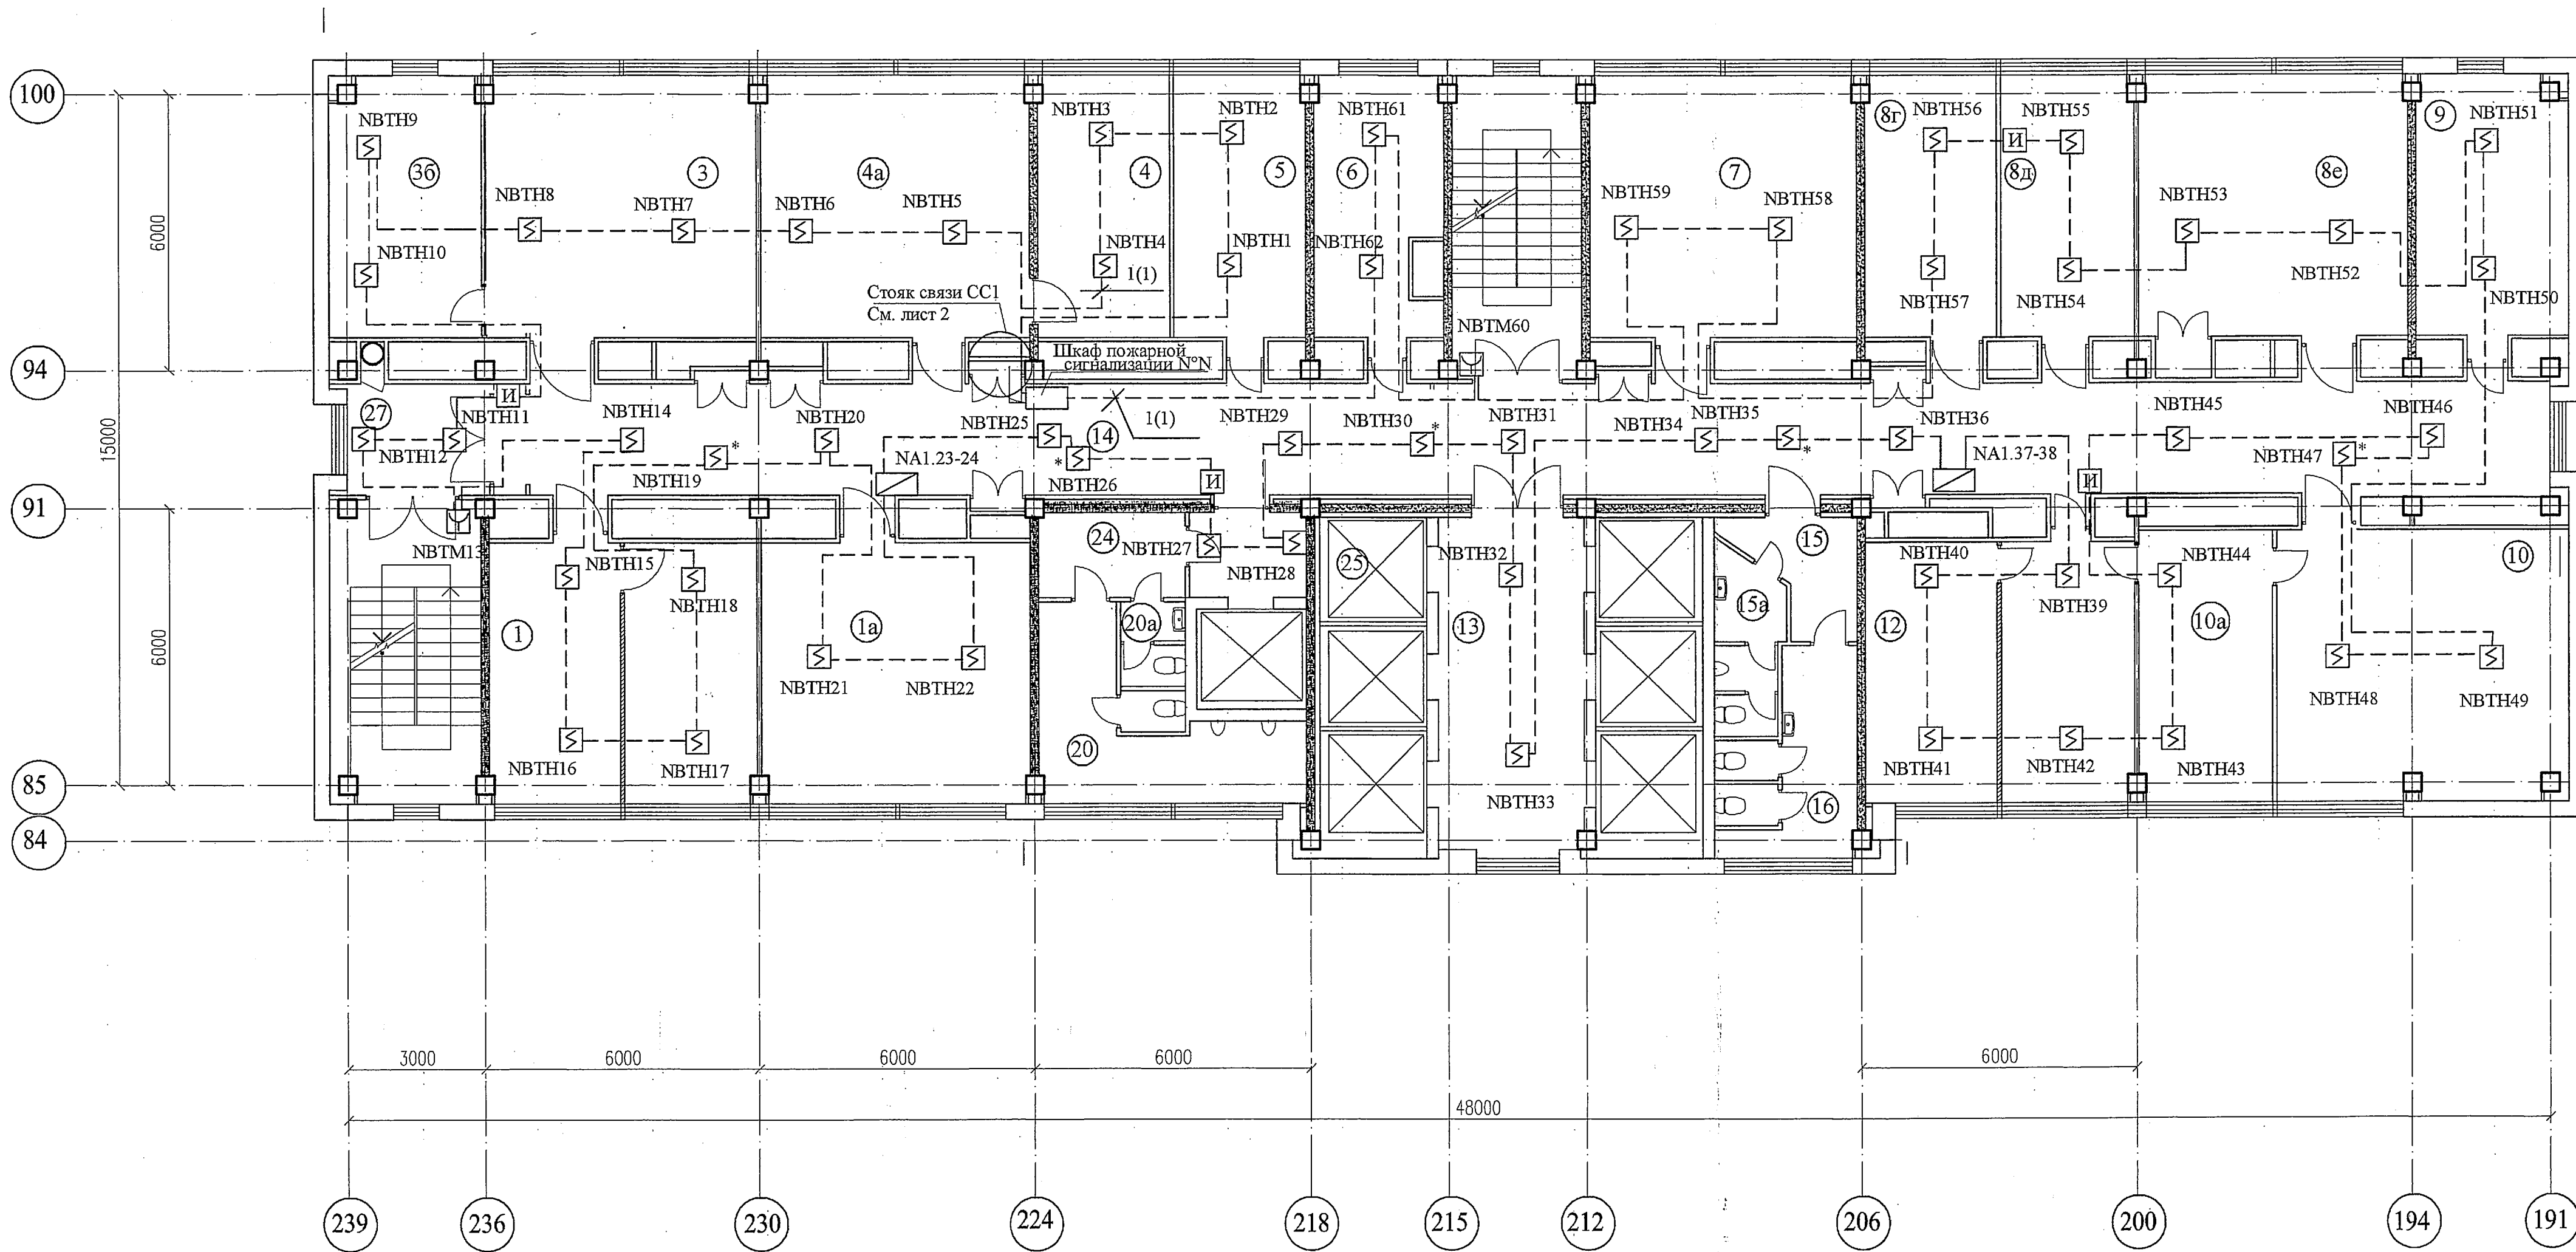 100
NBTH9
NBTH3
NBTH2
NBTH61
8г
NBTH56
NBTH55
9
NBTH51
И
3б
3
4а
4
5
6
7
8д
8е
NBTH8
NBTH7
NBTH6
NBTH5
NBTH59
NBTH58
NBTH53
6000
NBTH10
NBTH4
NBTH1
NBTH62
1(1)
NBTH57
NBTH54
NBTH52
NBTH50
Стояк связи СС1
См. лист 2
NBTM60
Шкаф пожарной
сигнализации N°N
94
И
27
NBTH11
NBTH14
NBTH20
NBTH25
14
1(1)
NBTH29
NBTH30
*
NBTH31
NBTH34
NBTH35
NBTH36
NBTH45
NBTH46
15000
NBTH12
*
NBTH19
NA1.23-24
*
NBTH26
И
*
NA1.37-38
И
NBTH47
*
91
NBTM13
NBTH15
24
NBTH27
25
NBTH32
15
NBTH40
NBTH44
10
NBTH28
NBTH18
NBTH39
1
1а
20а
13
15а
12
10а
6000
NBTH21
NBTH22
NBTH48
NBTH49
20
NBTH16
NBTH17
NBTH41
NBTH42
NBTH43
85
NBTH33
16
84
3000
6000
6000
6000
6000
48000
239
236
230
224
218
215
212
206
200
194
191